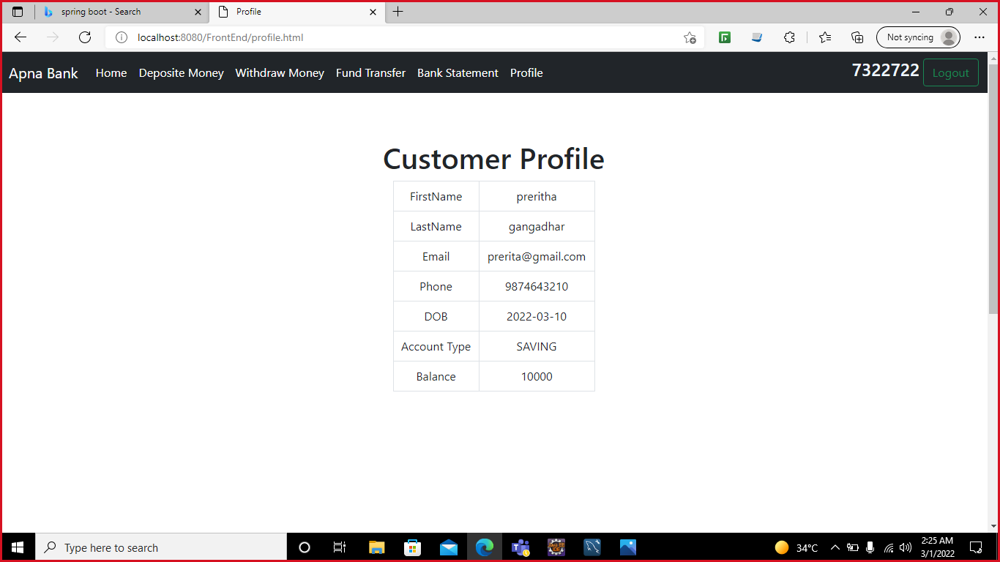 spring boot - Search
Profile
localhost:8080/FrontEnd/profile.html
Not syncing
Apna Bank Home Deposite Money Withdraw Money Fund Transfer Bank Statement Profile 7322722 Logout
Customer Profile
FirstName preritha
LastName gangadhar
Email prerita@gmail.com
Phone 9874643210
DOB 2022-03-10
Account Type SAVING
Balance 10000
Type here to search
34°C
2:25 AM
3/1/2022